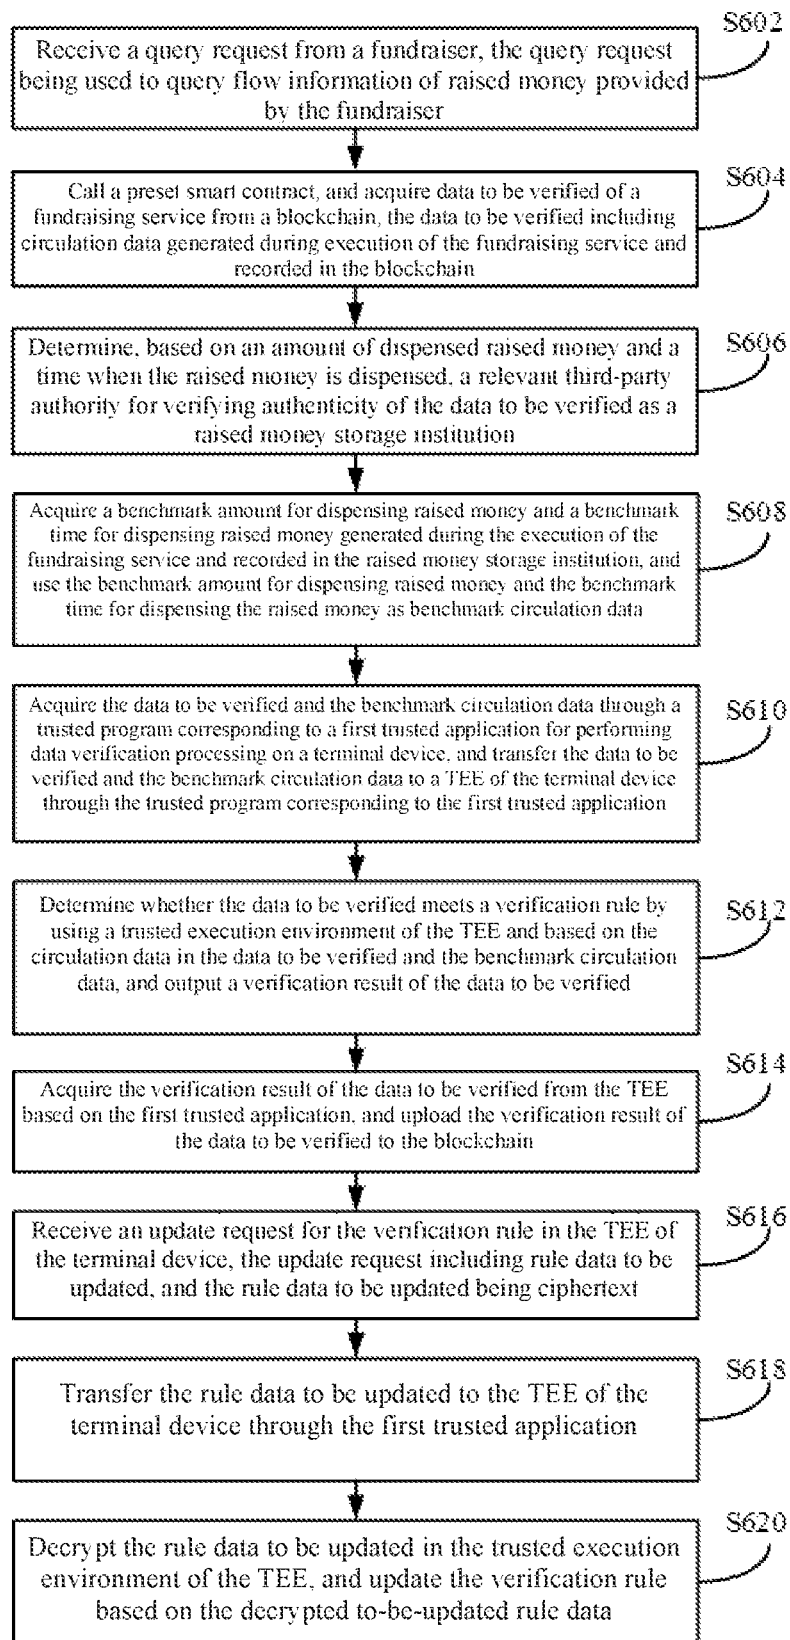 S602
Receive a query request from a fundraiser, the query request
being used to query flow information of raised money provided
by the fundraiser
S604
Call a preset smart contract, and acquire data to be verified of a
fundraising service from a blockchain, the data to be verified including
circulation data generated during execution of the fundraising service and
recorded in the blockchain
S606
Determine, based on an amount of dispensed raised money and a
time when the raised money is dispensed, a relevant third-party
authority for verifying authenticity of the data to be verified as a
raised money storage institution
S608
Acquire a benchmark amount for dispensing raised money and a benchmark
time for dispensing raised money generated during the execution of the
fundraising service and recorded in the raised money storage institution, and
use the benchmark amount for dispensing raised money and the benchmark
time for dispensing the raised money as benchmark circulation data
S610
Acquire the data to be verified and the benchmark circulation data through a
trusted program corresponding to a first trusted application for performing
data verification processing on a terminal device, and transfer the data to be
verified and the benchmark circulation data to a TEE of the terminal device
through the trusted program corresponding to the first trusted application
S612
Determine whether the data to be verified meets a verification rule by
using a trusted execution environment of the TEE and based on the
circulation data in the data to be verified and the benchmark circulation
data, and output a verification result of the data to be verified
S614
Acquire the verification result of the data to be verified from the TEE
based on the first trusted application, and upload the verification result of
the data to be verified to the blockchain
S616
Receive an update request for the verification rule in the TEE of
the terminal device, the update request including rule data to be
updated, and the rule data to be updated being ciphertext
S618
Transfer the rule data to be updated to the TEE of the
terminal device through the first trusted application
S620
Decrypt the rule data to be updated in the trusted execution
environment of the TEE, and update the verification rule
based on the decrypted to-be-updated rule data